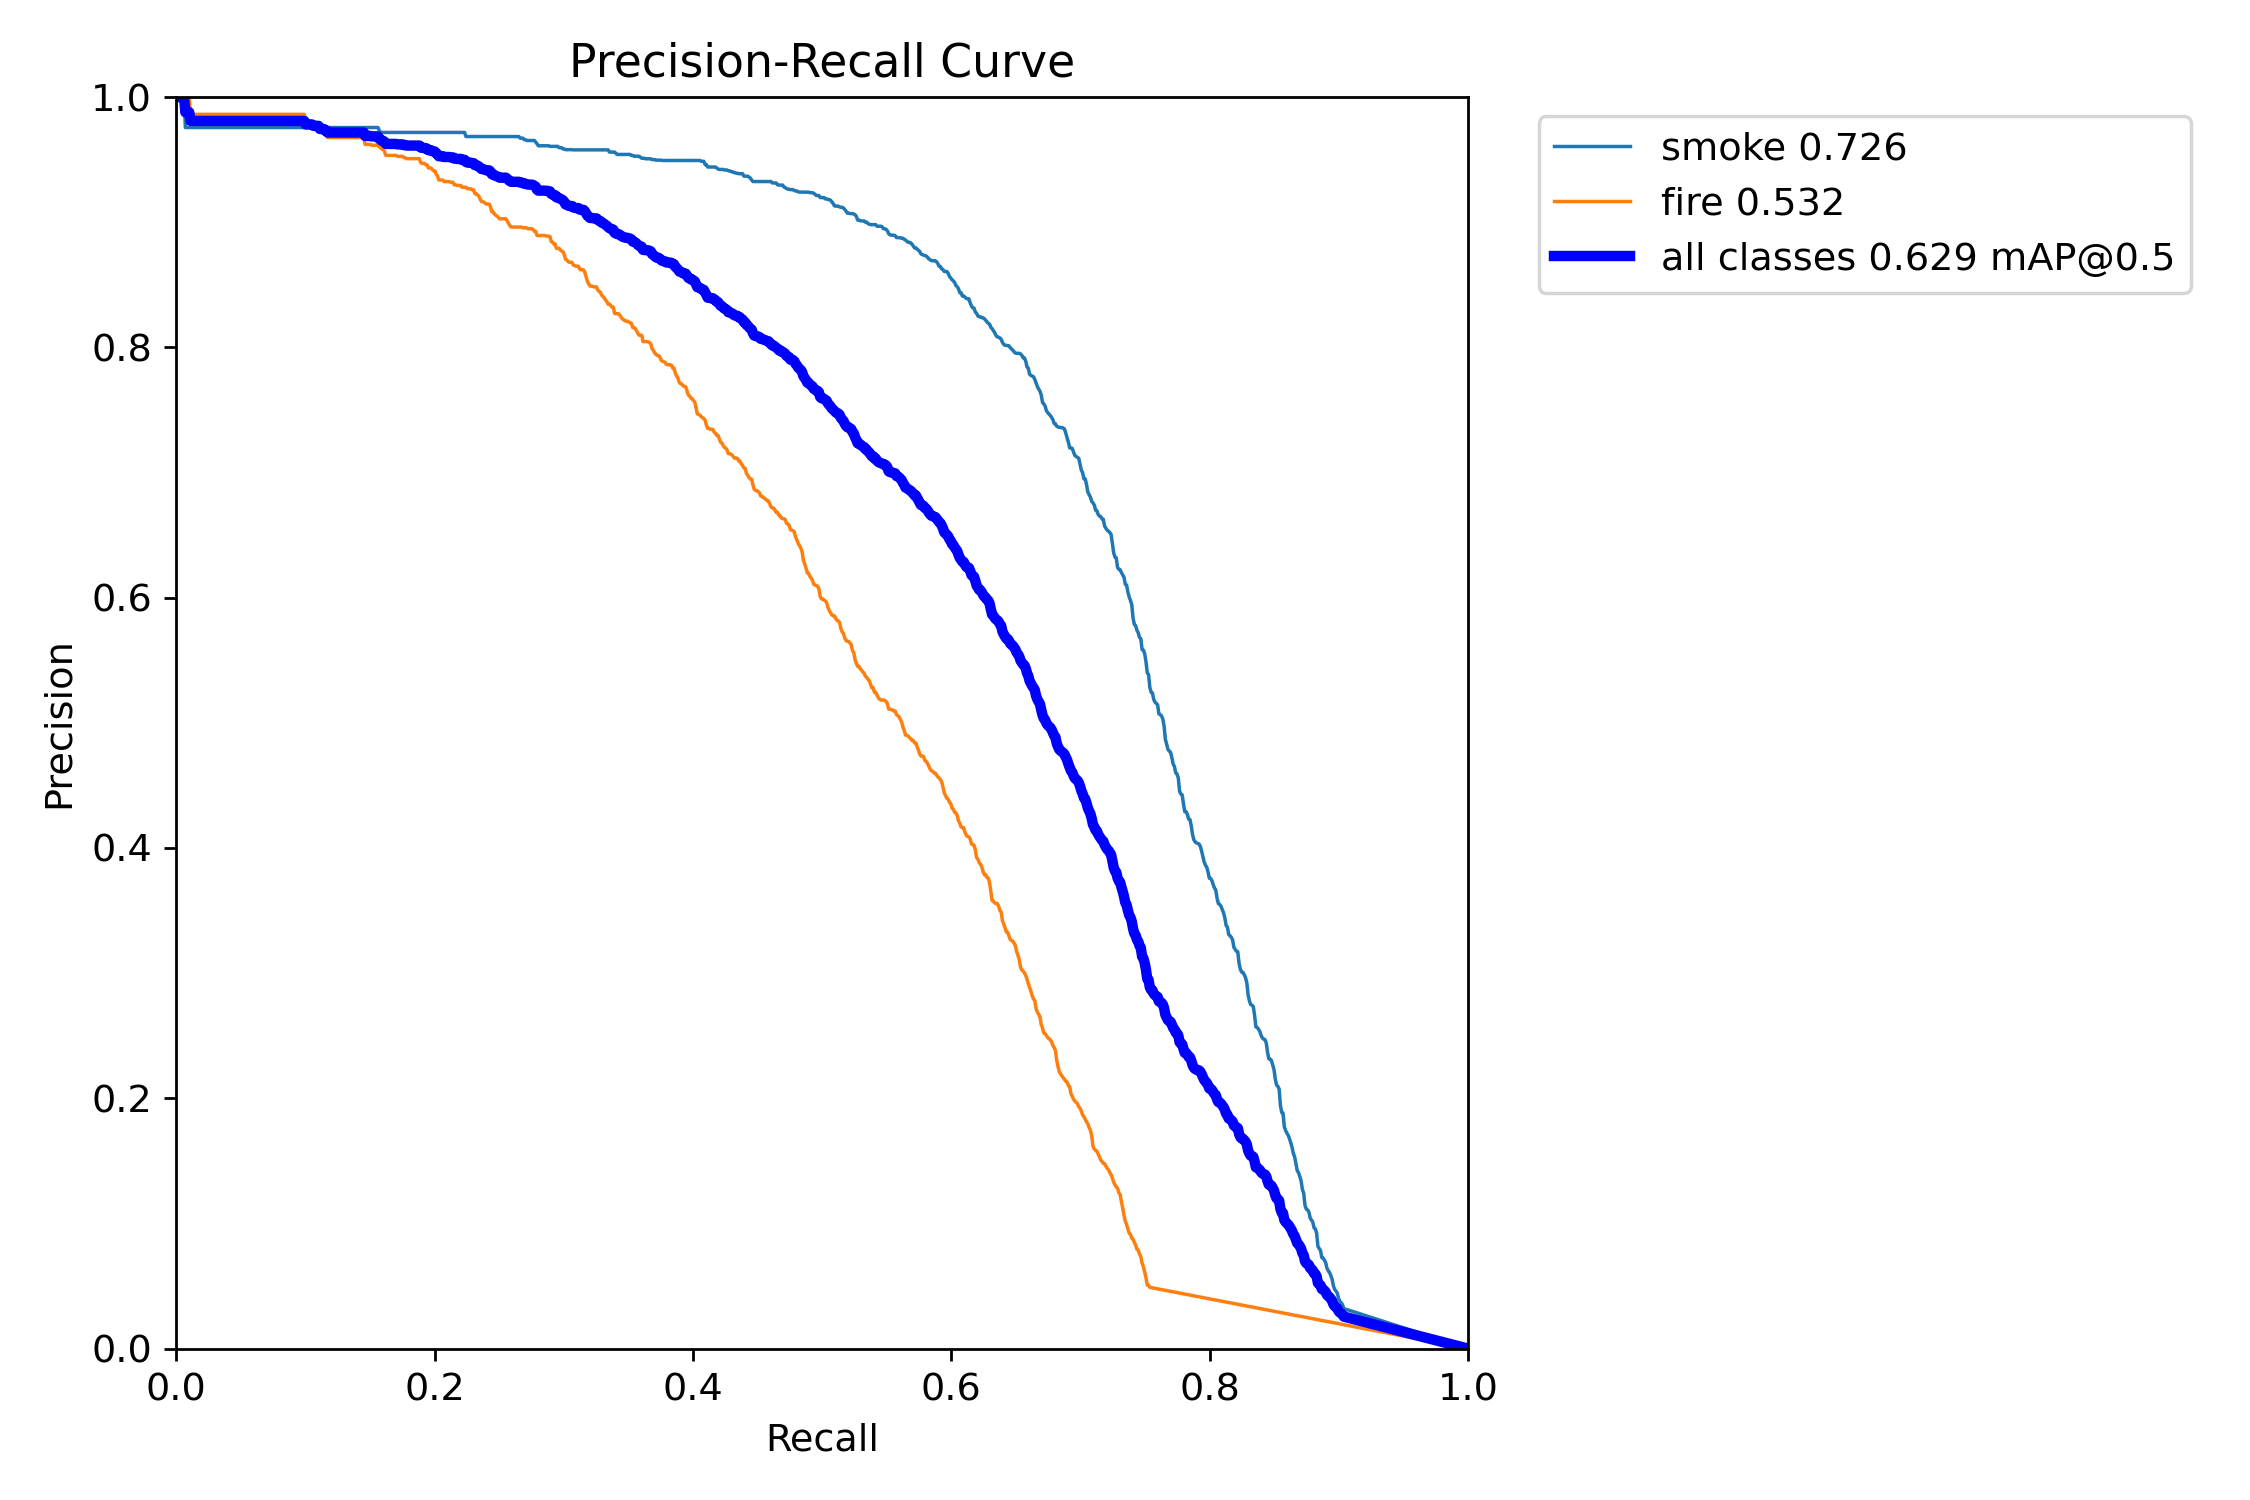 Precision-Recall Curve
1.0
0.8
0.6
0.4
0.2
0.0
Precision
0.0 0.2 0.4 0.6 0.8 1.0
Recall
smoke 0.726
fire 0.532
all classes 0.629 mAP@0.5